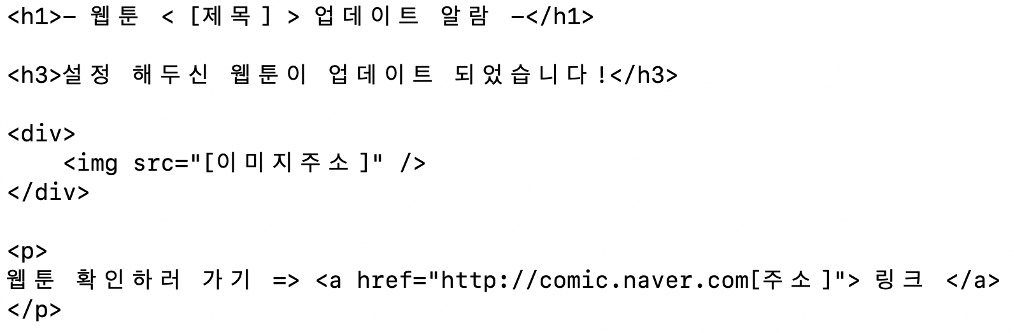 <h1>- 웹툰 < [제목] > 업데이트 알람 -</h1>
<h3>설정 해두신 웹툰이 업데이트 되었습니다!</h3>
<div>
<img src="[이미지주소]" />
</div>
<p>
웹툰 확인하러 가기 => <a href="http://comic.naver.com[주소]"> 링크 </a>
</p>